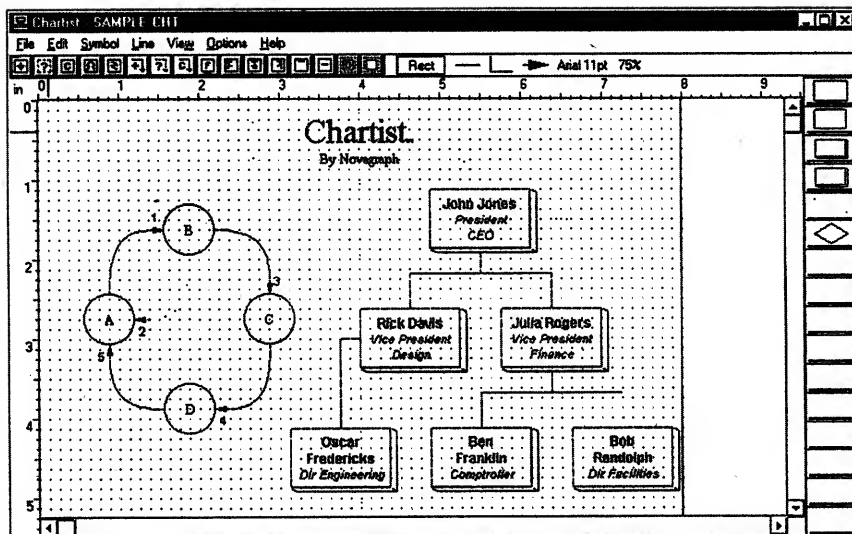 Chartist - SAMPLE.CHT
File Edit Symbol Line View Options Help
Rect Arial 11pt 75%
in 0 1 2 3 4 5 6 7 8 9
0
1
2
3
4
5
Chartist
By Novagraph
John Jones
President
CEO
1
B
3
A
2
C
5
D
4
Rick Davis
Vice President
Design
Julia Rogers
Vice President
Finance
Oscar
Fredericks
Dir Engineering
Ben
Franklin
Comptroller
Bob
Randolph
Dir Facilities